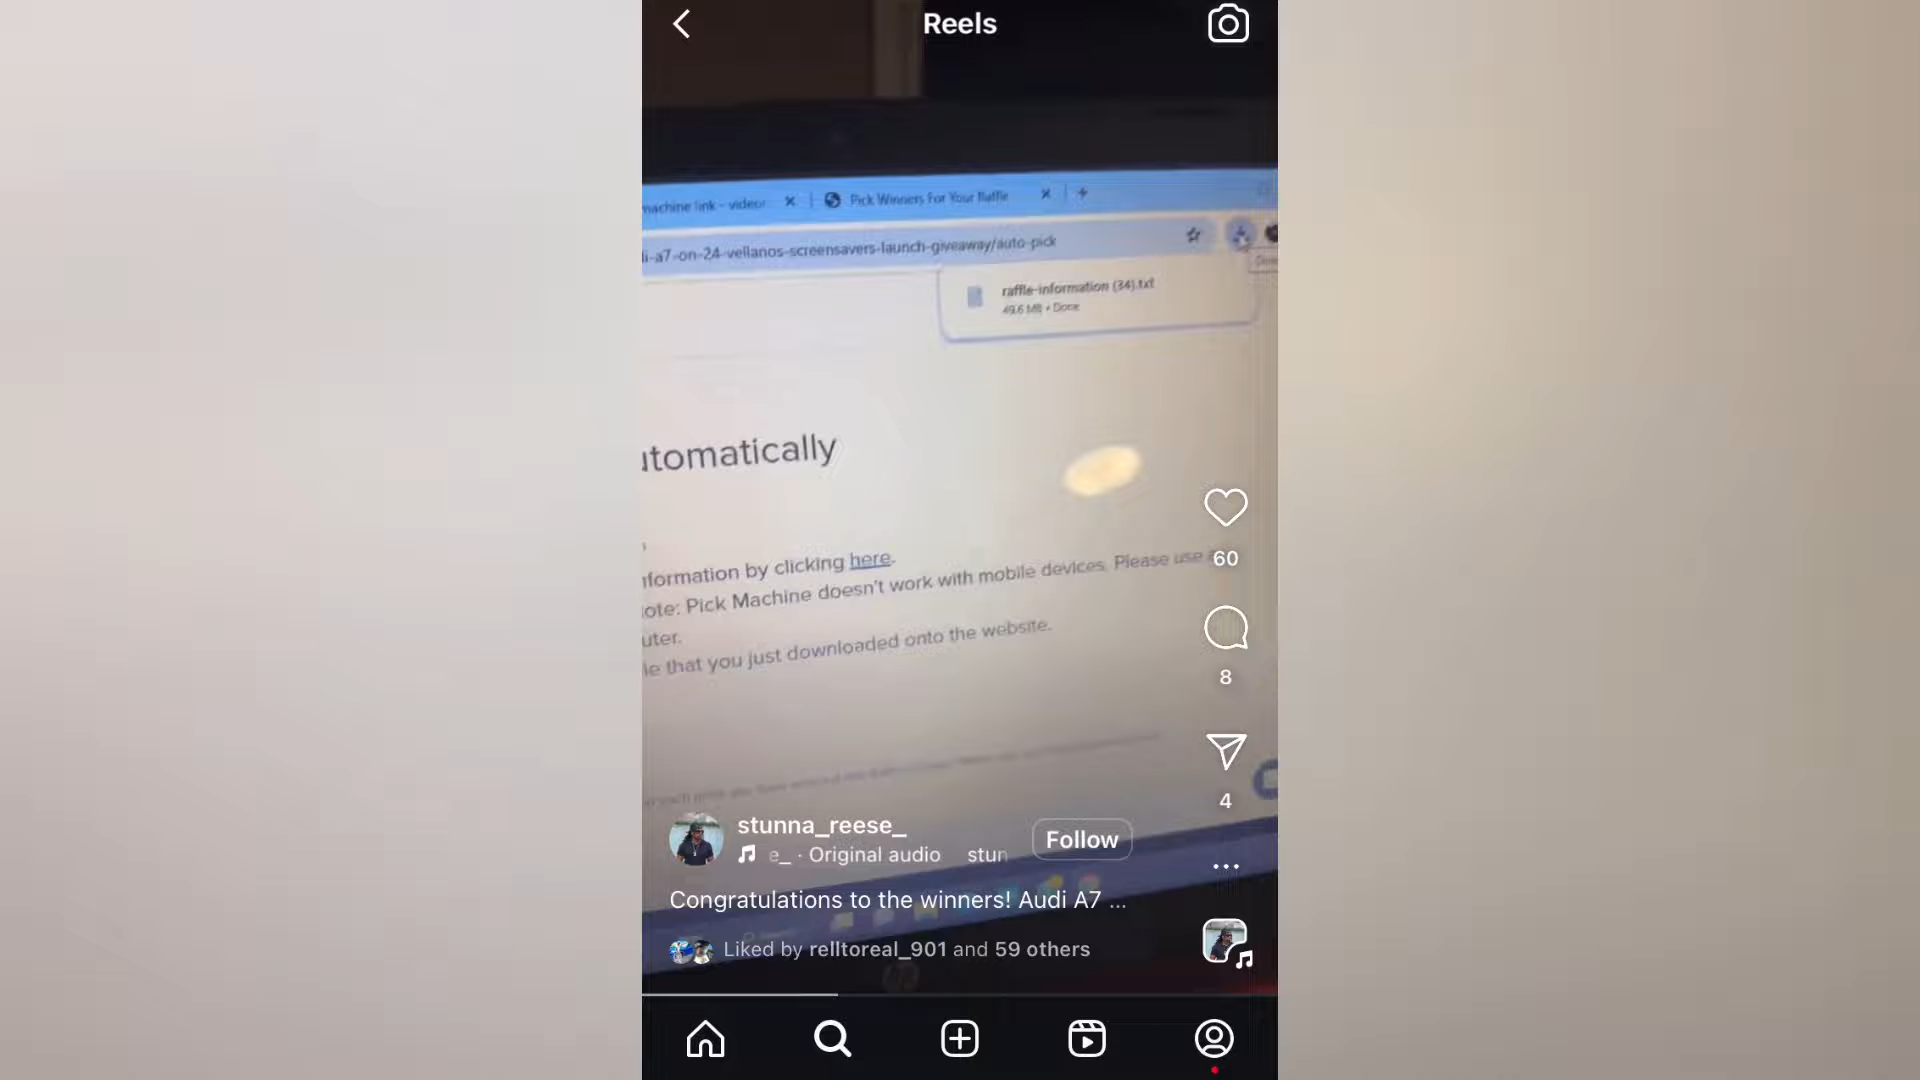 Reels
machine link - videor
Pick Winners For Your Raffle
i-a7-on-24-vellanos-screensavers-launch-giveaway/auto-pick
raffle-information (34).txt
49.6 MB • Done
utomatically
nformation by clicking here.
ote: Pick Machine doesn't work with mobile devices. Please use
uter.
le that you just downloaded onto the website.
60
8
4
stunna_reese_
e_ · Original audio stun
Follow
Congratulations to the winners! Audi A7 ...
Liked by relltoreal_901 and 59 others